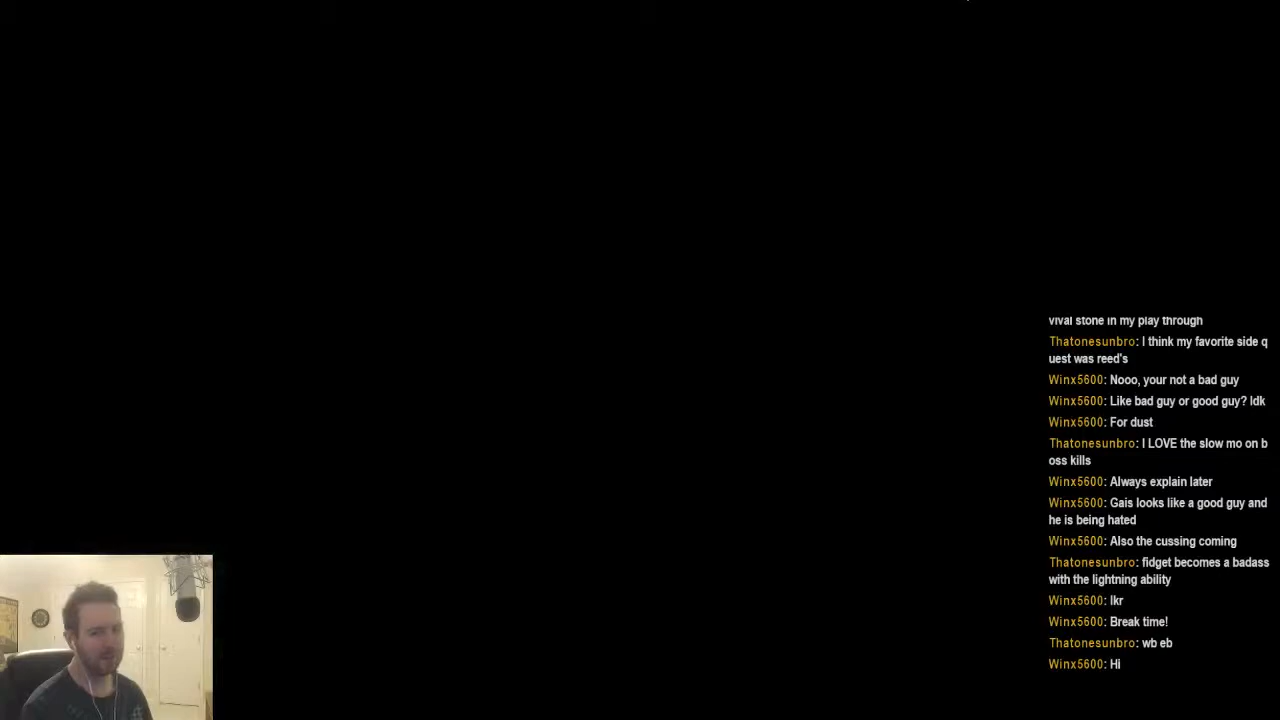 vival stone in my play through
Thatonesunbro: I think my favorite side q
uest was reed's
Winx5600: Nooo, your not a bad guy
Winx5600: Like bad guy or good guy? Idk
Winx5600: For dust
Thatonesunbro: I LOVE the slow mo on b
oss kills
Winx5600: Always explain later
Winx5600: Gais looks like a good guy and
he is being hated
Winx5600: Also the cussing coming
Thatonesunbro: fidget becomes a badass
with the lightning ability
Winx5600: Ikr
Winx5600: Break time!
Thatonesunbro: wb eb
Winx5600: Hi